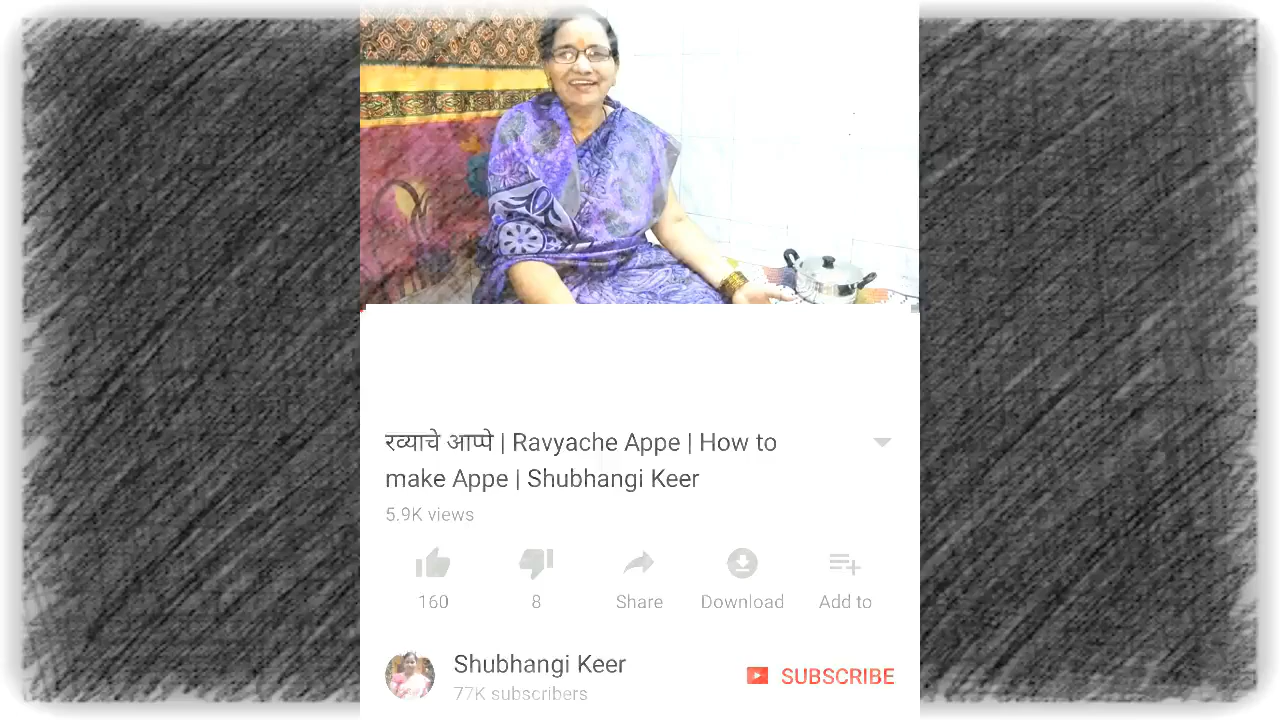 रव्याचे आप्पे | Ravyache Appe | How to
make Appe | Shubhangi Keer
5.9K views
160
8
Share
Download
Add to
Shubhangi Keer
77K subscribers
SUBSCRIBE